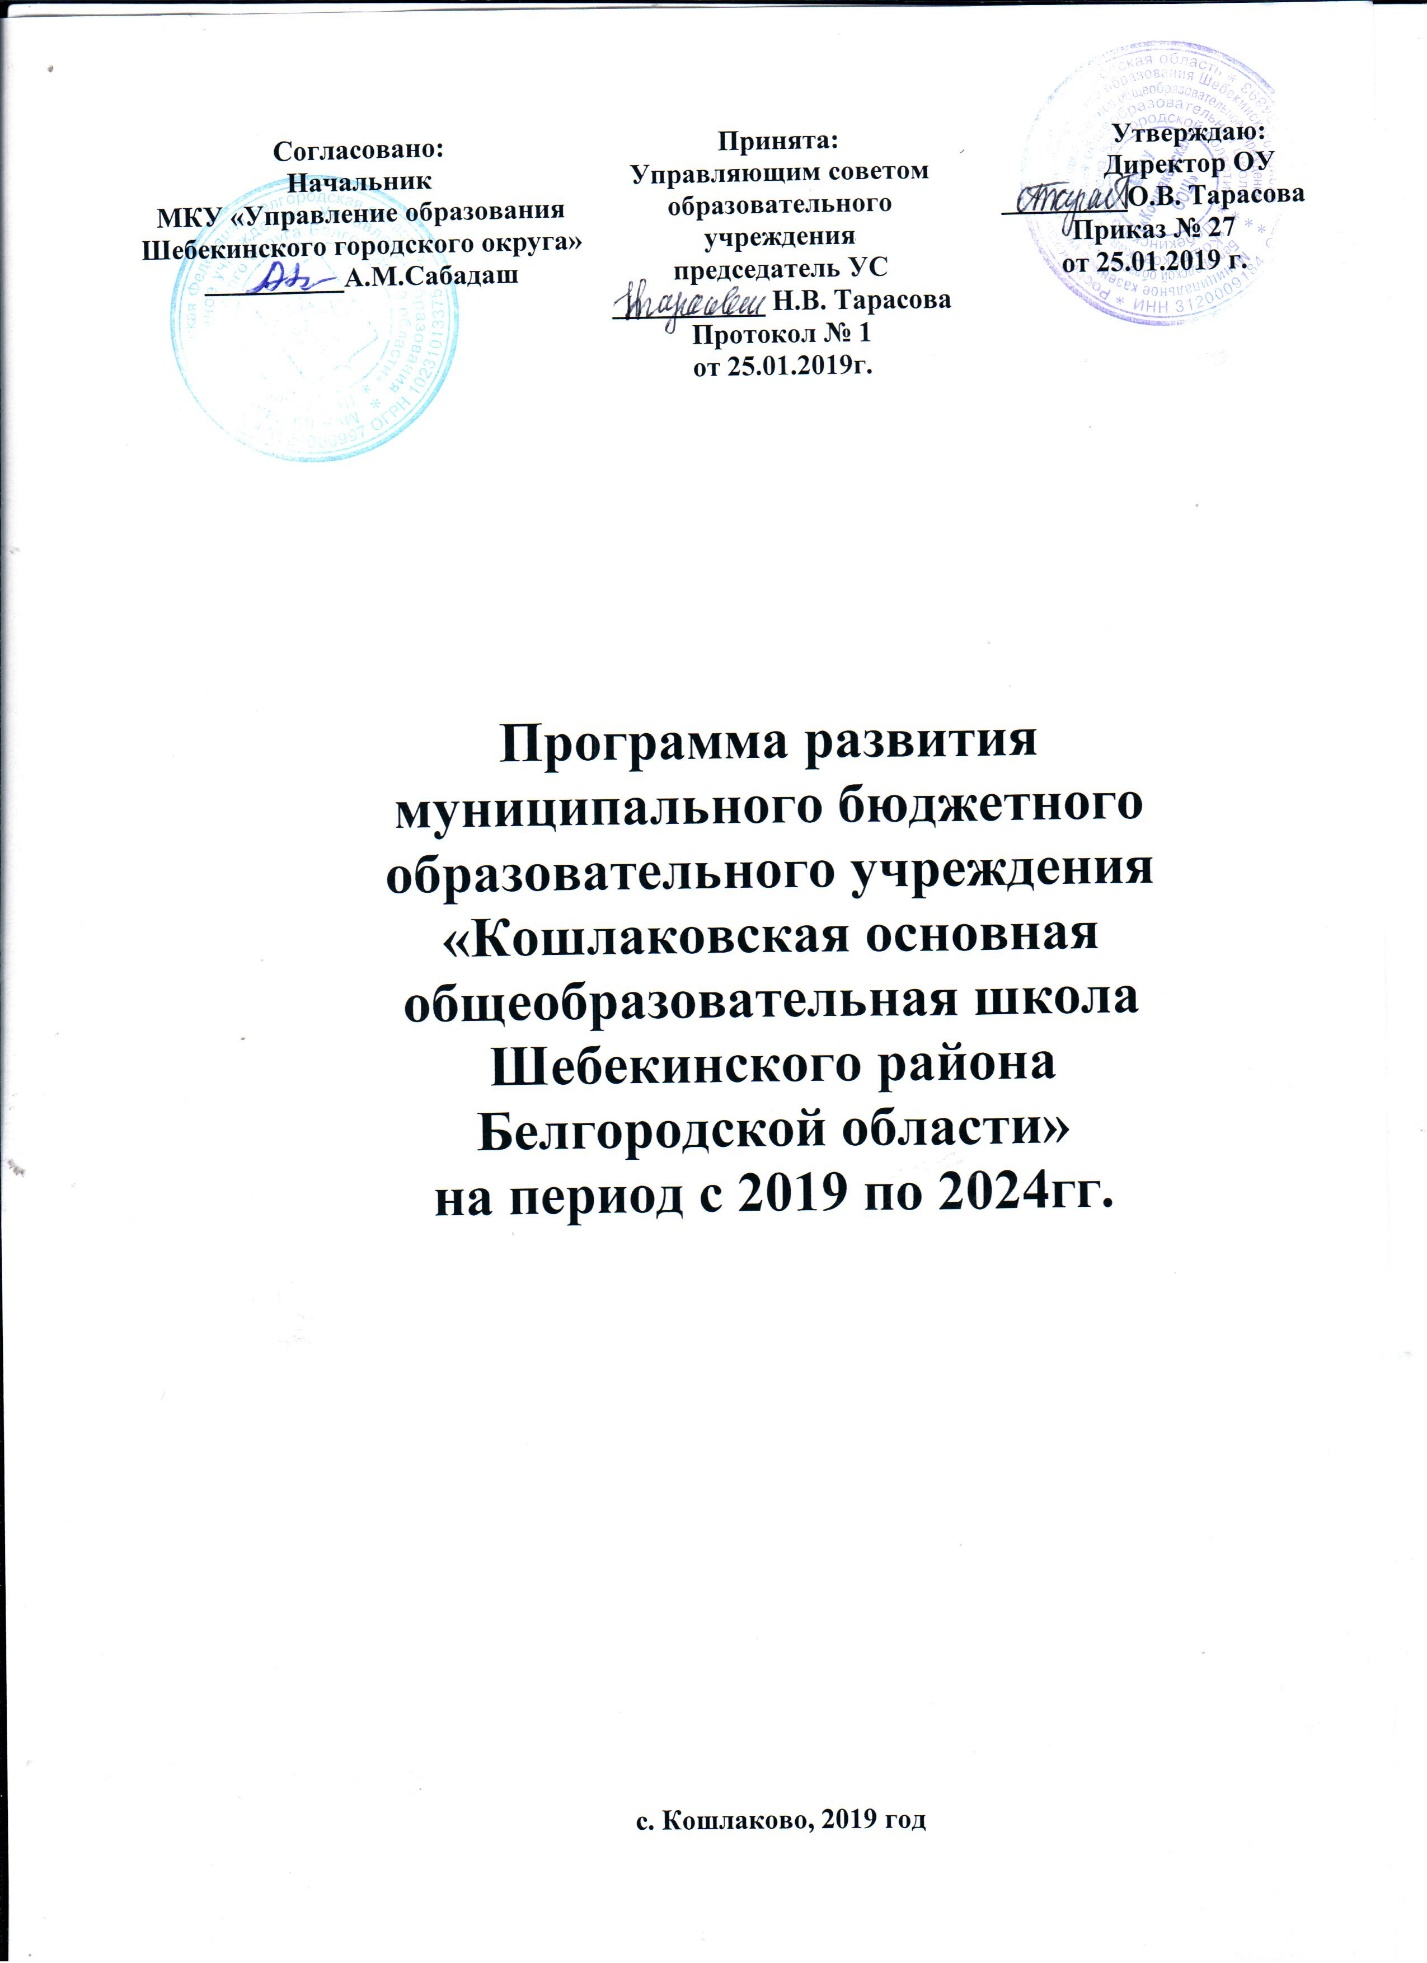 Согласовано:
Начальник
МКУ «Управление образования
Шебекинского городского округа»
__________А.М.Сабадаш
Принята:
Управляющим советом
образовательного
учреждения
председатель УС
___________ Н.В. Тарасова
Протокол № 1
от 25.01.2019г.
Утверждаю:
Директор ОУ
_________О.В. Тарасова
Приказ № 27
от 25.01.2019 г.
Программа развития
муниципального бюджетного
образовательного учреждения
«Кошлаковская основная
общеобразовательная школа
Шебекинского района
Белгородской области»
на период с 2019 по 2024гг.
с. Кошлаково, 2019 год